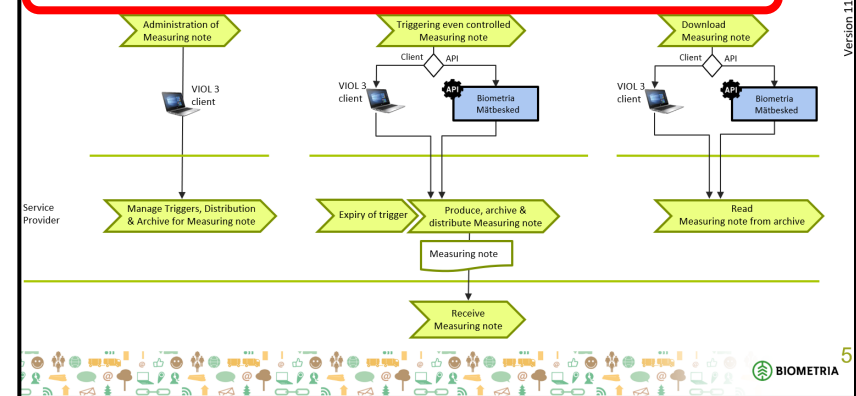 Administration of
Measuring note
Triggering even controlled
Measuring note
Download
Measuring note
Version 11
Client
API
Client
API
VIOL 3
client
VIOL 3
client
API
Biometria
Mätbesked
VIOL 3
client
API
Biometria
Mätbesked
Service
Provider
Manage Triggers, Distribution
& Archive for Measuring note
Expiry of trigger
Produce, archive &
distribute Measuring note
Read
Measuring note from archive
Measuring note
Receive
Measuring note
BIOMETRIA
5